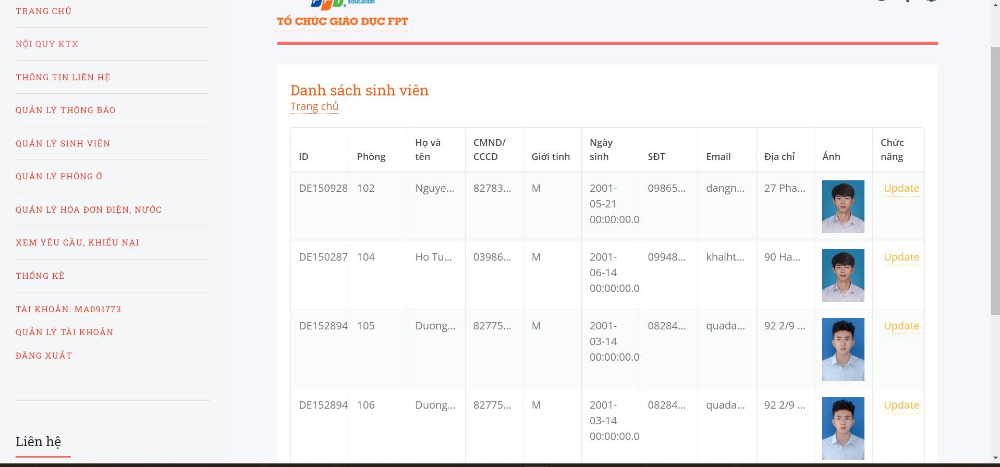 TRANG CHỦ
NỘI QUY KTX
THÔNG TIN LIÊN HỆ
QUẢN LÝ THÔNG BÁO
QUẢN LÝ SINH VIÊN
QUẢN LÝ PHÒNG Ở
QUẢN LÝ HÓA ĐƠN ĐIỆN, NƯỚC
XEM YÊU CẦU, KHIẾU NẠI
THỐNG KÊ
TÀI KHOẢN: MA091773
QUẢN LÝ TÀI KHOẢN
ĐĂNG XUẤT
Liên hệ
Education
TỔ CHỨC GIÁO DỤC FPT
Danh sách sinh viên
Trang chủ
ID Phòng Họ và tên CMND/ CCCD Giới tính Ngày sinh SĐT Email Địa chỉ Ảnh Chức năng
DE150928 102 Nguye... 82783... M 2001-05-21 00:00:00.0 09865... dangn... 27 Pha... Update
DE150287 104 Ho Tu... 03986... M 2001-06-14 00:00:00.0 09948... khaiht... 90 Ha... Update
DE152894 105 Duong... 82775... M 2001-03-14 00:00:00.0 08284... quada... 92 2/9 ... Update
DE152894 106 Duong... 82775... M 2001-03-14 00:00:00.0 08284... quada... 92 2/9 ... Update